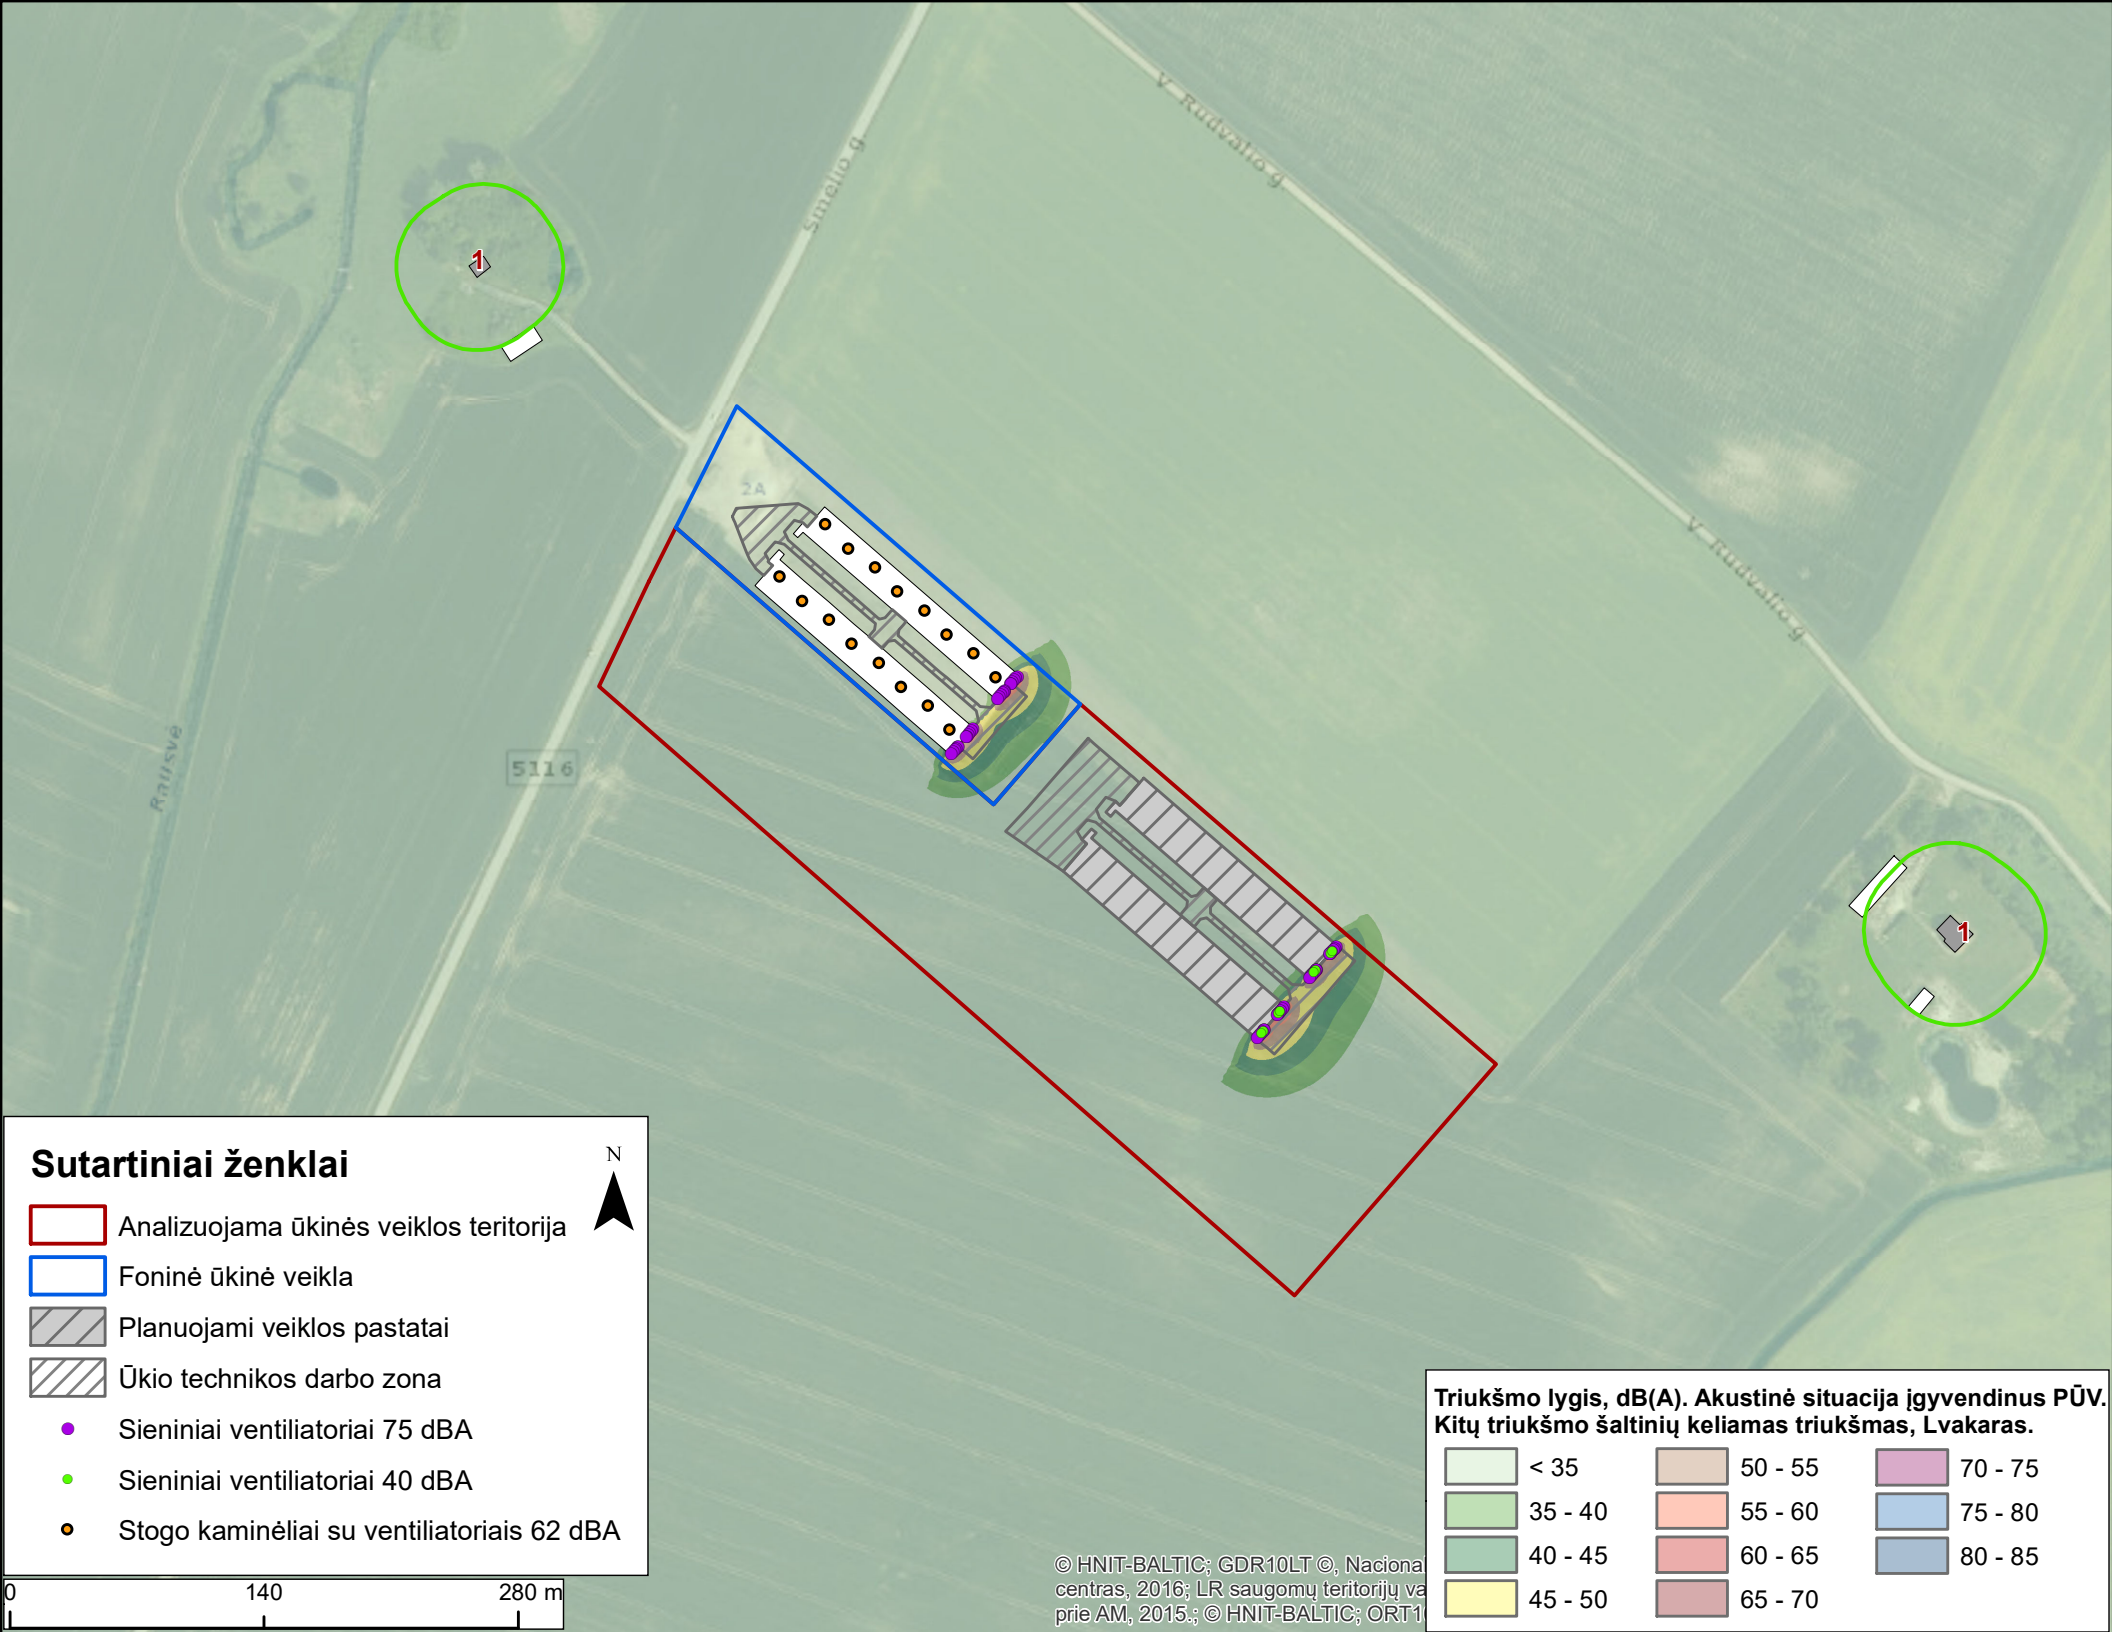 V. Rudvalio g.
Smėlio g.
1
2A
V. Rudvalio g.
5116
Ratisvė
1
Sutartiniai ženklai
N
Analizuojama ūkinės veiklos teritorija
Foninė ūkinė veikla
Planuojami veiklos pastatai
Ūkio technikos darbo zona
Sieniniai ventiliatoriai 75 dBA
Sieniniai ventiliatoriai 40 dBA
Stogo kaminėliai su ventiliatoriais 62 dBA
0 140 280 m
© HNIT-BALTIC; GDR10LT ©, Nacional
centras, 2016; LR saugomų teritorijų va
prie AM, 2015.; © HNIT-BALTIC; ORT1
Triukšmo lygis, dB(A). Akustinė situacija įgyvendinus PŪV.
Kitų triukšmo šaltinių keliamas triukšmas, Lvakaras.
< 35
35 - 40
40 - 45
45 - 50
50 - 55
55 - 60
60 - 65
65 - 70
70 - 75
75 - 80
80 - 85